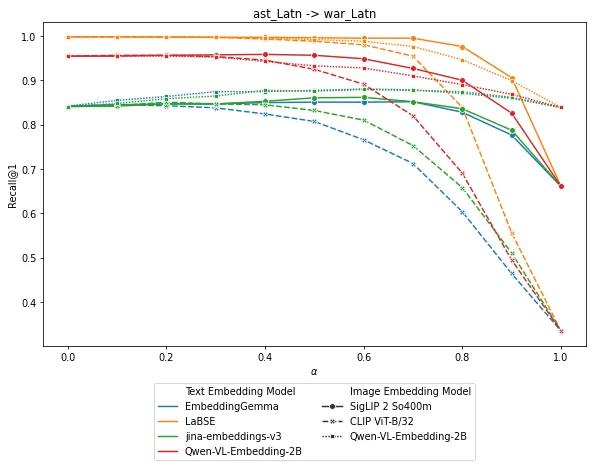 ast_Latn -> war_Latn
Recall@1
1.0
0.9
0.8
0.7
0.6
0.5
0.4
0.0 0.2 0.4 0.6 0.8 1.0
α
Text Embedding Model Image Embedding Model
EmbeddingGemma SigLIP 2 So400m
LaBSE CLIP ViT-B/32
jina-embeddings-v3 Qwen-VL-Embedding-2B
Qwen-VL-Embedding-2B